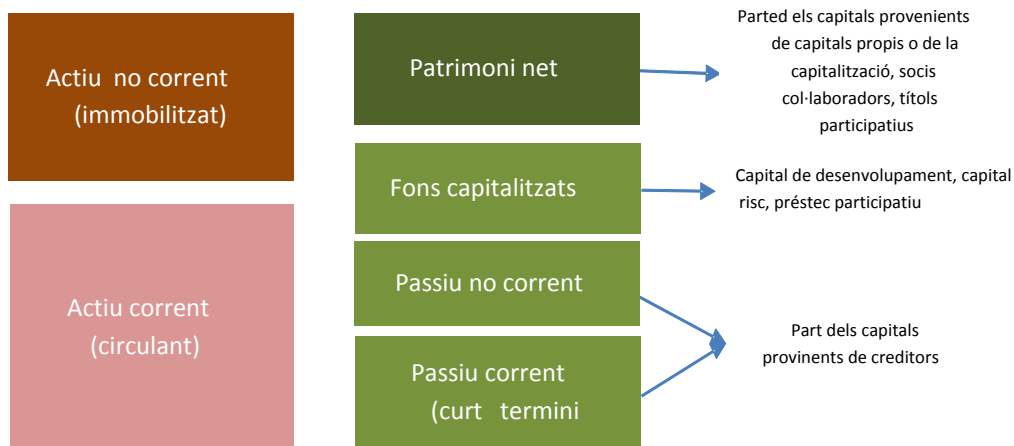 Actiu no corrent
(immobilitzat)
Actiu corrent
(circulant)
Patrimoni net
Fons capitalitzats
Passiu no corrent
Passiu corrent
(curt termini
Parted els capitals provenients
de capitals propis o de la
capitalització, socis
col·laboradors, títols
participatius
Capital de desenvolupament, capital
risc, préstec participatiu
Part dels capitals
provinents de creditors